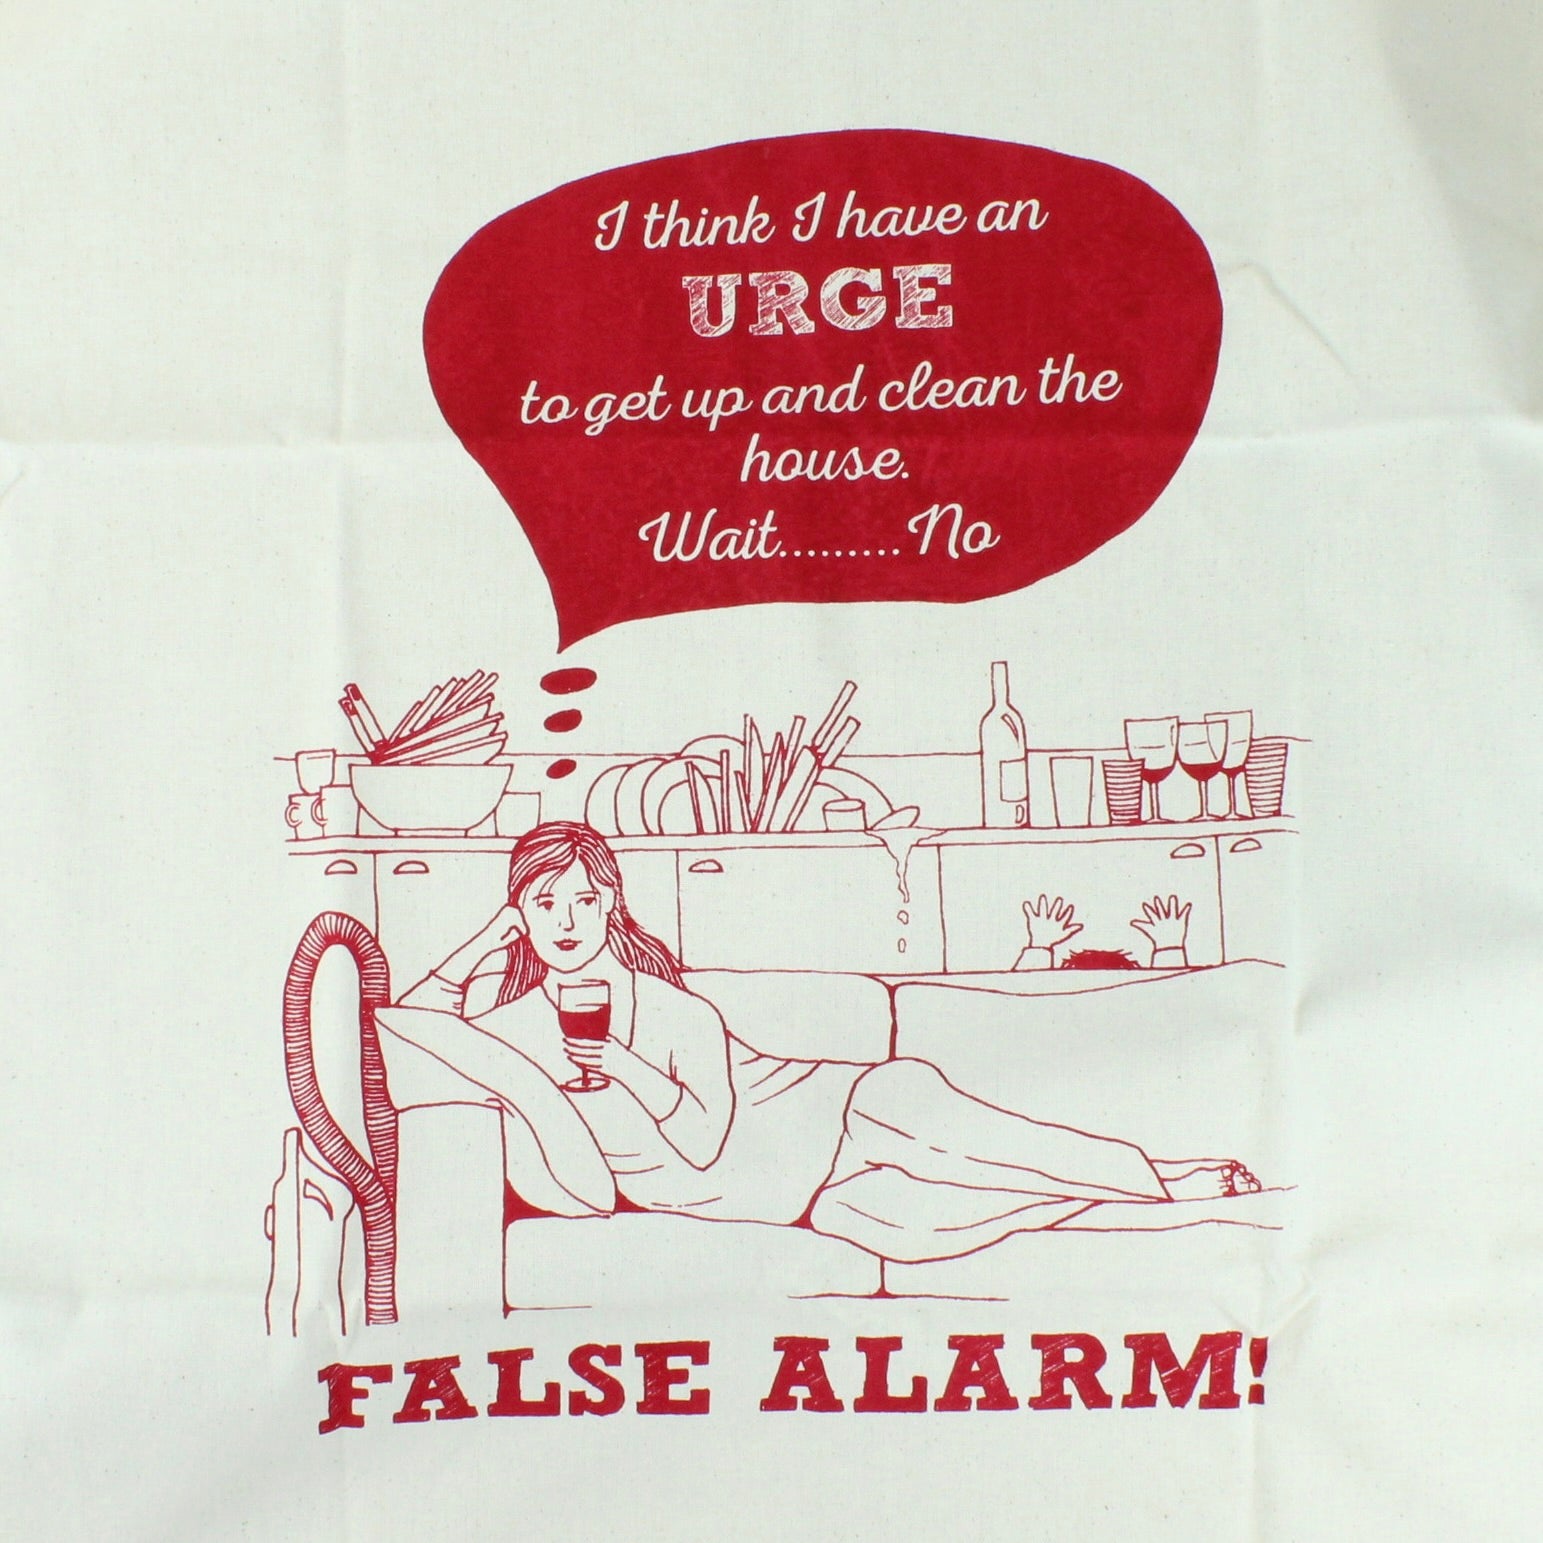 I think I have an
URGE
to get up and clean the
house.
Wait......... No
FALSE ALARM!